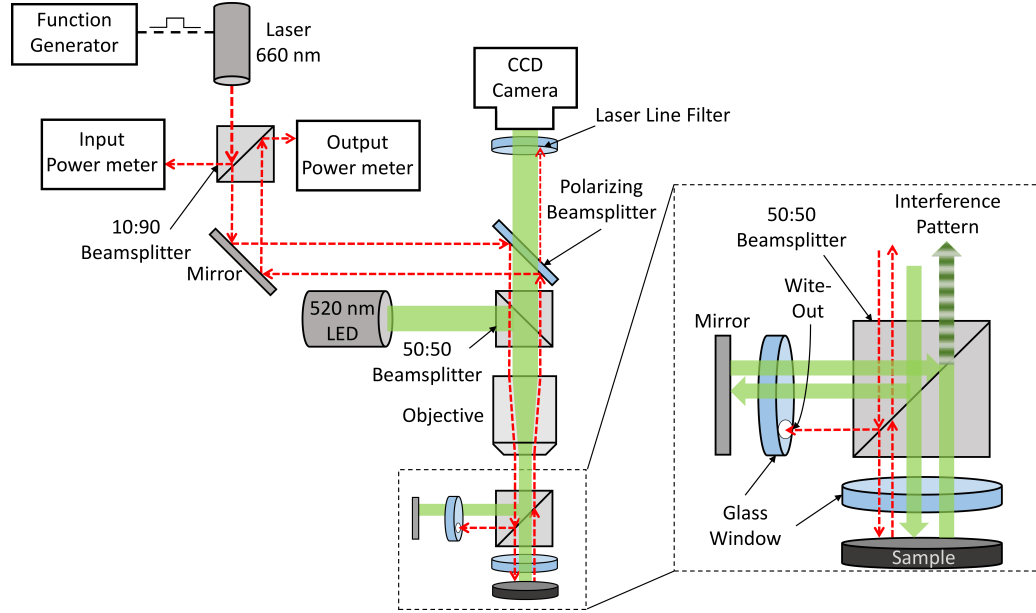 Function
Generator
Laser
660 nm
CCD
Camera
Laser Line Filter
Input
Power meter
Output
Power meter
10:90
Beamsplitter
Mirror
Polarizing
Beamsplitter
520 nm
LED
50:50
Beamsplitter
Objective
50:50
Beamsplitter
Interference
Pattern
Wite-
Out
Mirror
Glass
Window
Sample